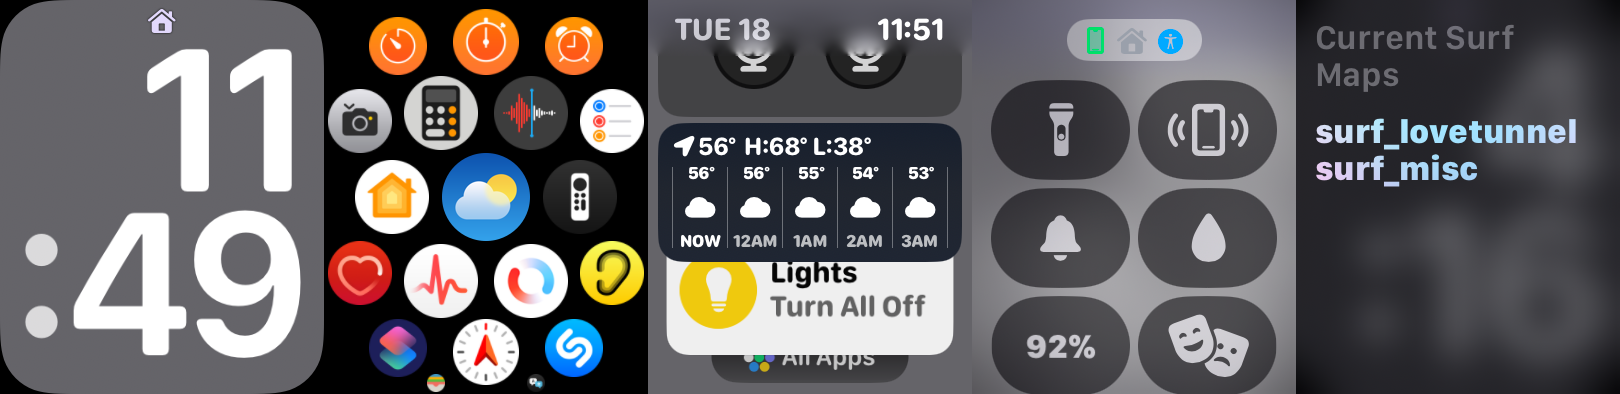 11
:49
TUE 18
11:51
56° H:68° L:38°
56° 56° 55° 54° 53°
NOW 12AM 1AM 2AM 3AM
Lights
Turn All Off
All Apps
92%
Current Surf
Maps
surf_lovetunnel
surf_misc